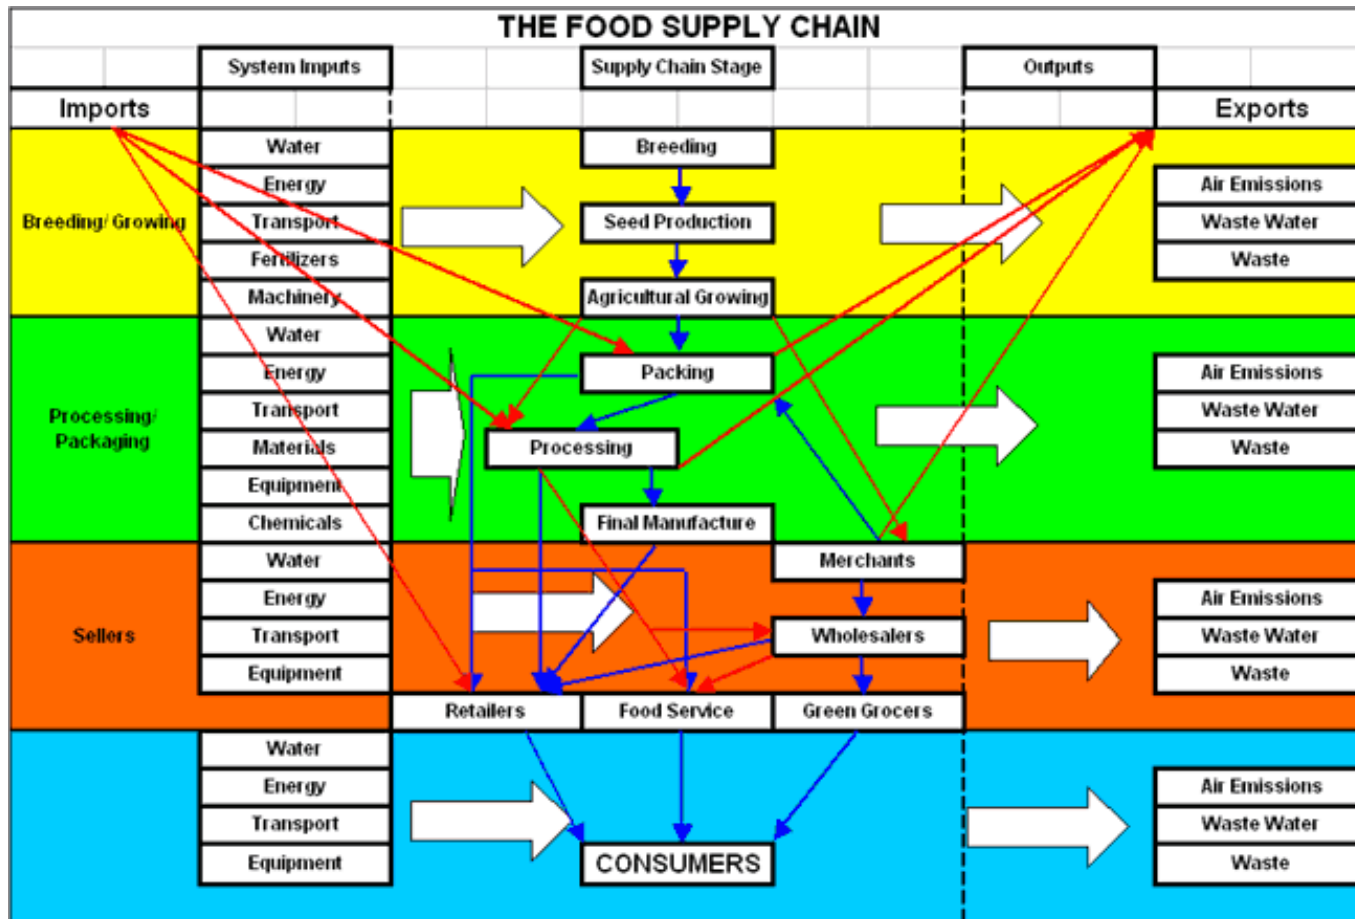 THE FOOD SUPPLY CHAIN
System Imputs
Supply Chain Stage
Outputs
Imports
Exports
Water
Breeding
Energy
Air Emissions
Breeding/ Growing
Transport
Seed Production
Waste Water
Fertilizers
Waste
Machinery
Agricultural Growing
Water
Energy
Packing
Air Emissions
Processing/
Packaging
Transport
Waste Water
Materials
Processing
Waste
Equipment
Chemicals
Final Manufacture
Water
Merchants
Energy
Air Emissions
Sellers
Transport
Wholesalers
Waste Water
Equipment
Waste
Retailers
Food Service
Green Grocers
Water
Energy
Air Emissions
Transport
Waste Water
Equipment
CONSUMERS
Waste